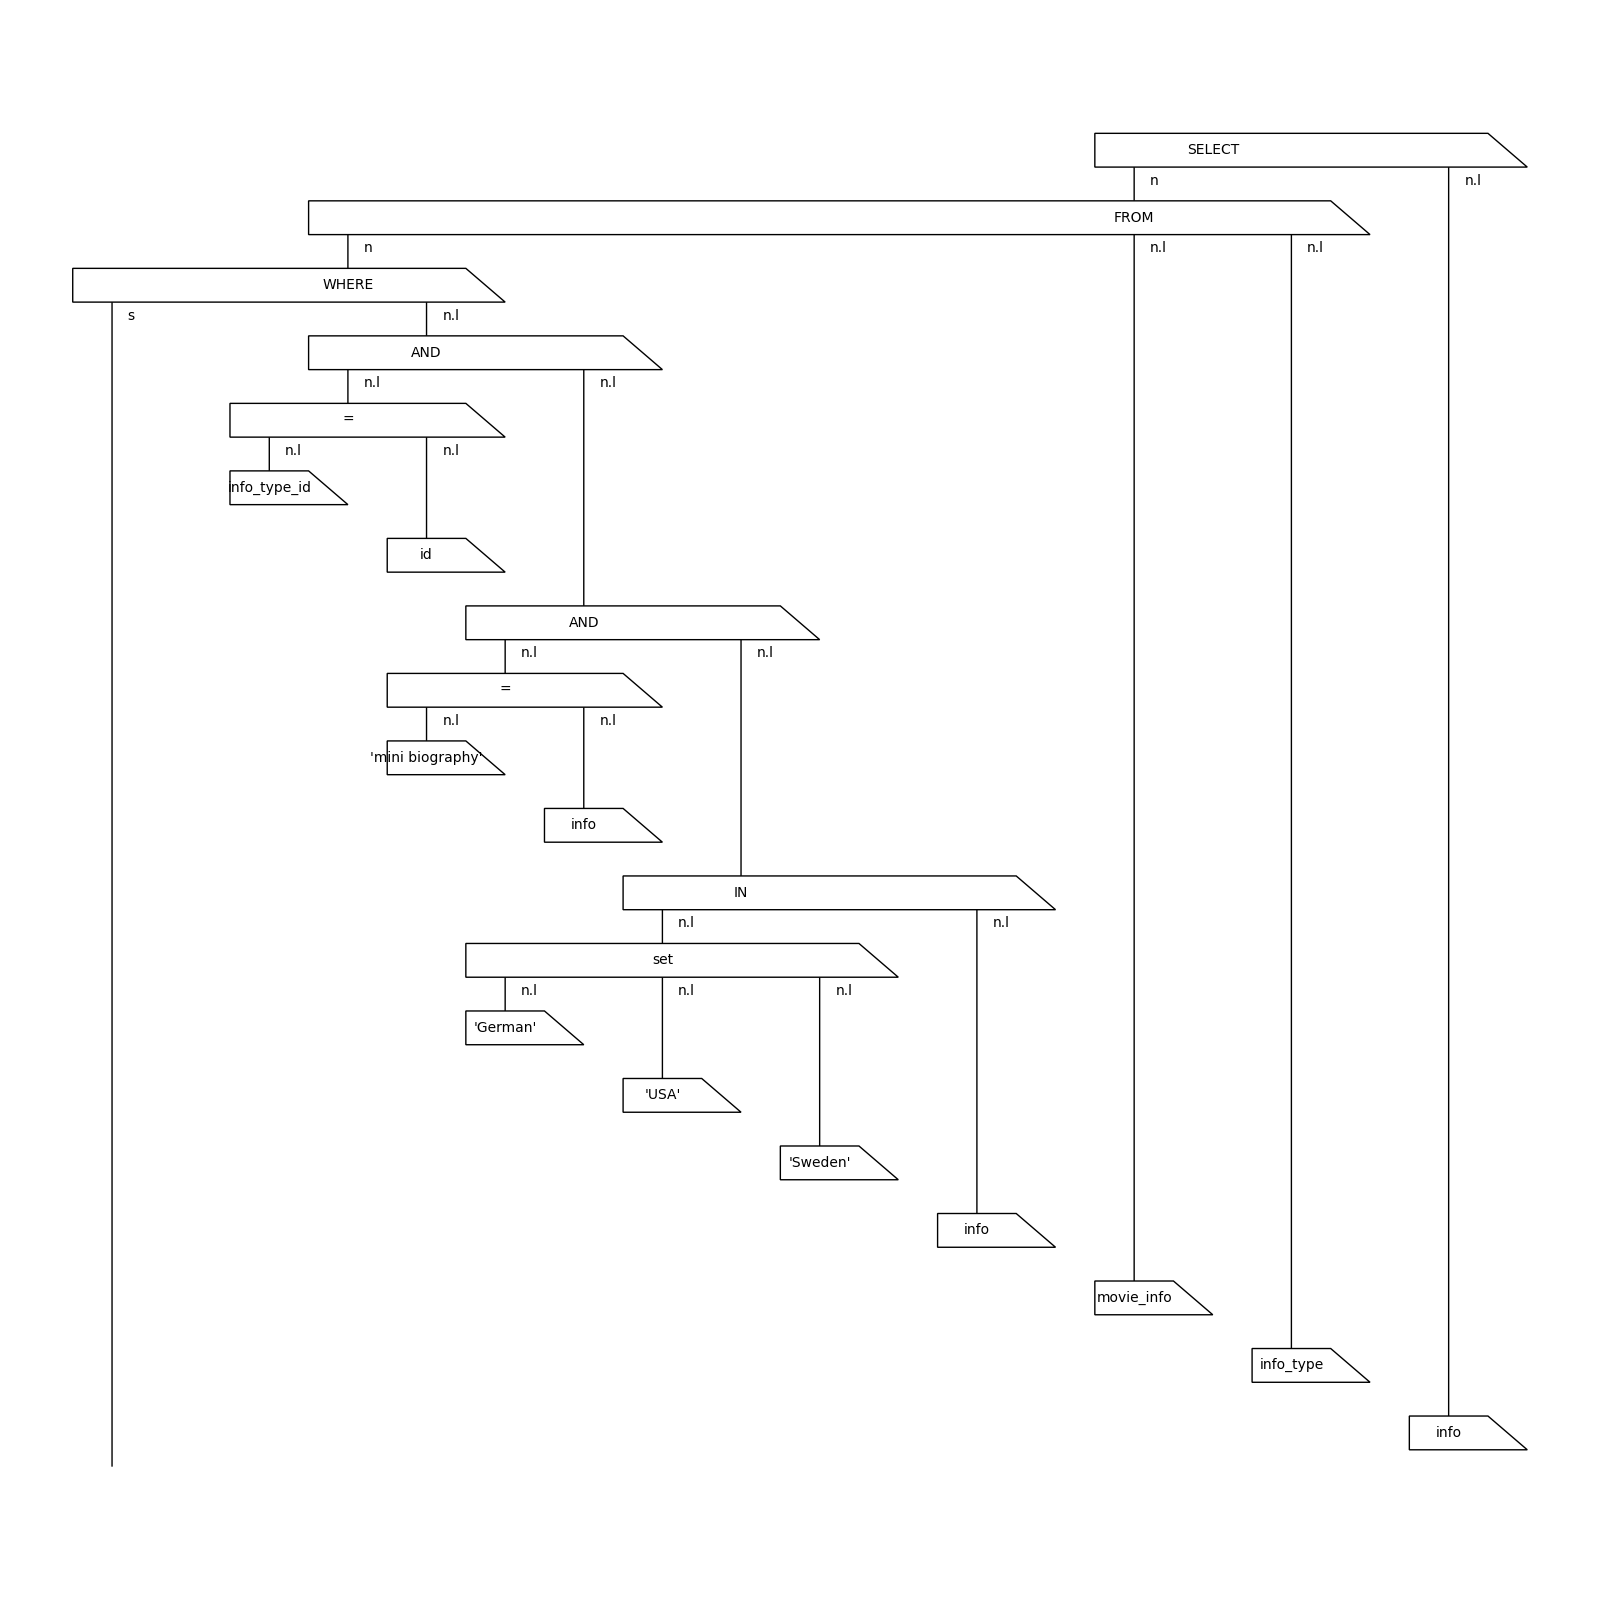 SELECT
n n.l
FROM
n n.l n.l
WHERE
s n.l
AND
n.l n.l
=
n.l n.l
info_type_id
id
AND
n.l n.l
=
n.l n.l
'mini biography'
info
IN
n.l n.l
set
n.l n.l n.l
'German'
'USA'
'Sweden'
info
movie_info
info_type
info